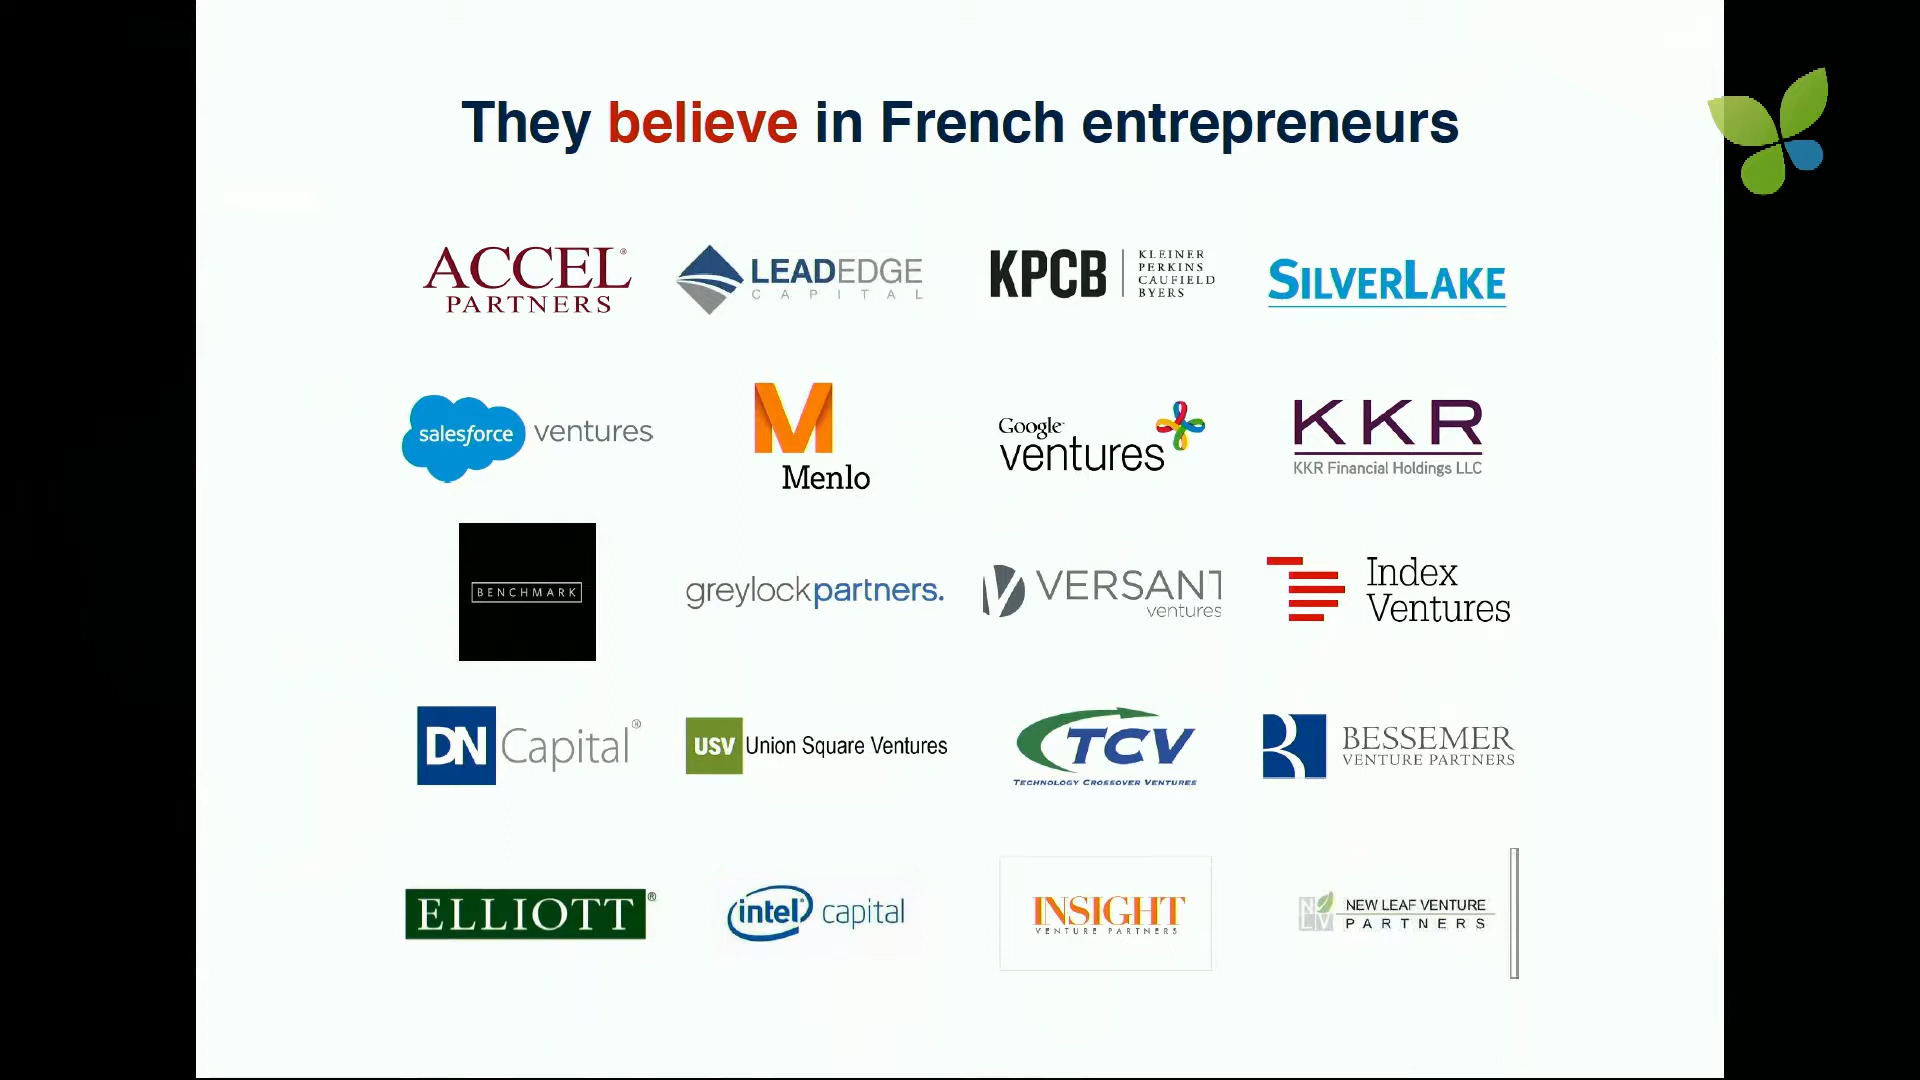 They believe in French entrepreneurs
ACCEL®
PARTNERS
LEADEDGE
CAPITAL
KPCB
KLEINER
PERKINS
CAUFIELD
BYERS
SILVERLAKE
salesforce ventures
M
Menlo
Google
ventures
KKR
KKR Financial Holdings LLC
BENCHMARK
greylockpartners.
VERSANT
ventures
Index
Ventures
DN Capital®
USV Union Square Ventures
TCV
TECHNOLOGY CROSSOVER VENTURES
BESSEMER
VENTURE PARTNERS
ELLIOTT®
intel® capital
INSIGHT
VENTURE PARTNERS
NLV
NEW LEAF VENTURE
PARTNERS